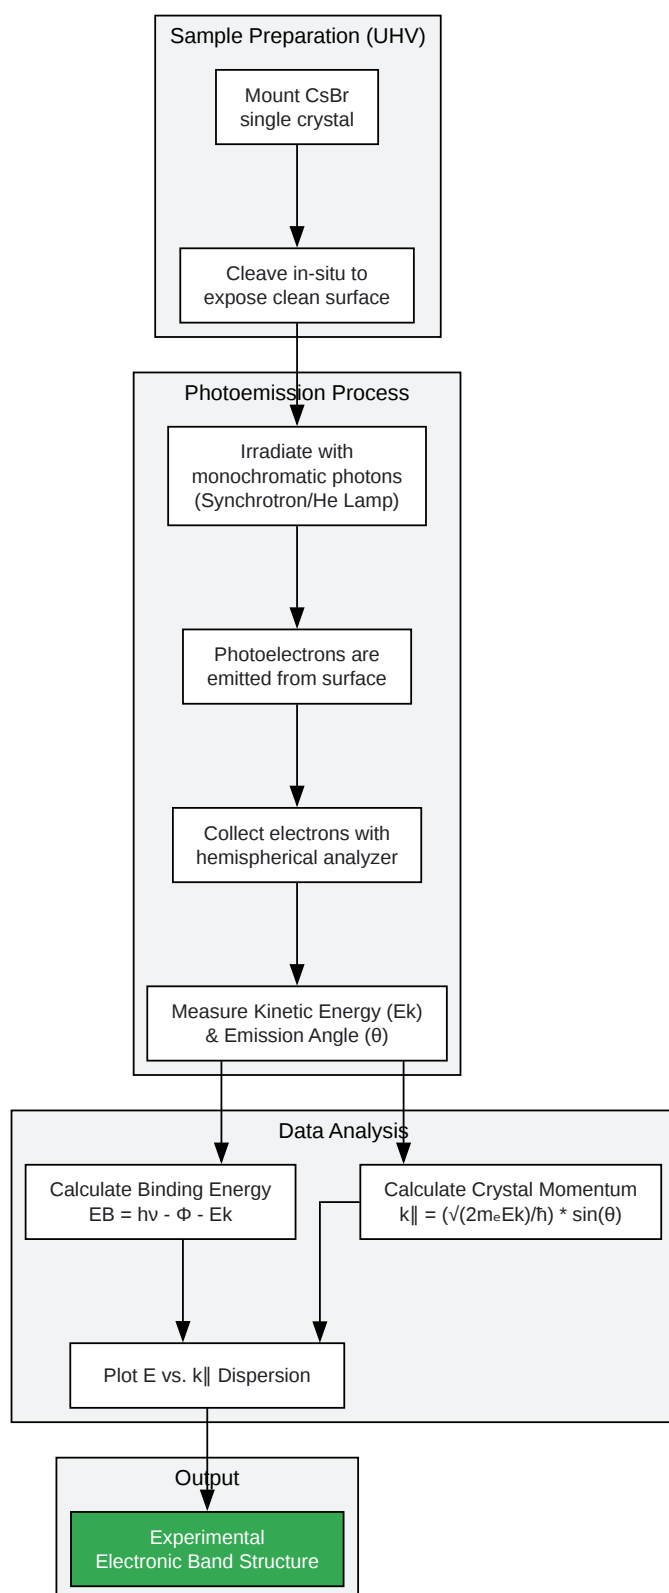 Sample Preparation (UHV)
Mount CsBr
single crystal
Cleave in-situ to
expose clean surface
Photoemission Process
Irradiate with
monochromatic photons
(Synchrotron/He Lamp)
Photoelectrons are
emitted from surface
Collect electrons with
hemispherical analyzer
Measure Kinetic Energy (Ek)
& Emission Angle (θ)
Data Analysis
Calculate Binding Energy
EB = hν - Φ - Ek
Calculate Crystal Momentum
k∥ = (√(2mₑEk)/ħ) * sin(θ)
Plot E vs. k∥ Dispersion
Output
Experimental
Electronic Band Structure